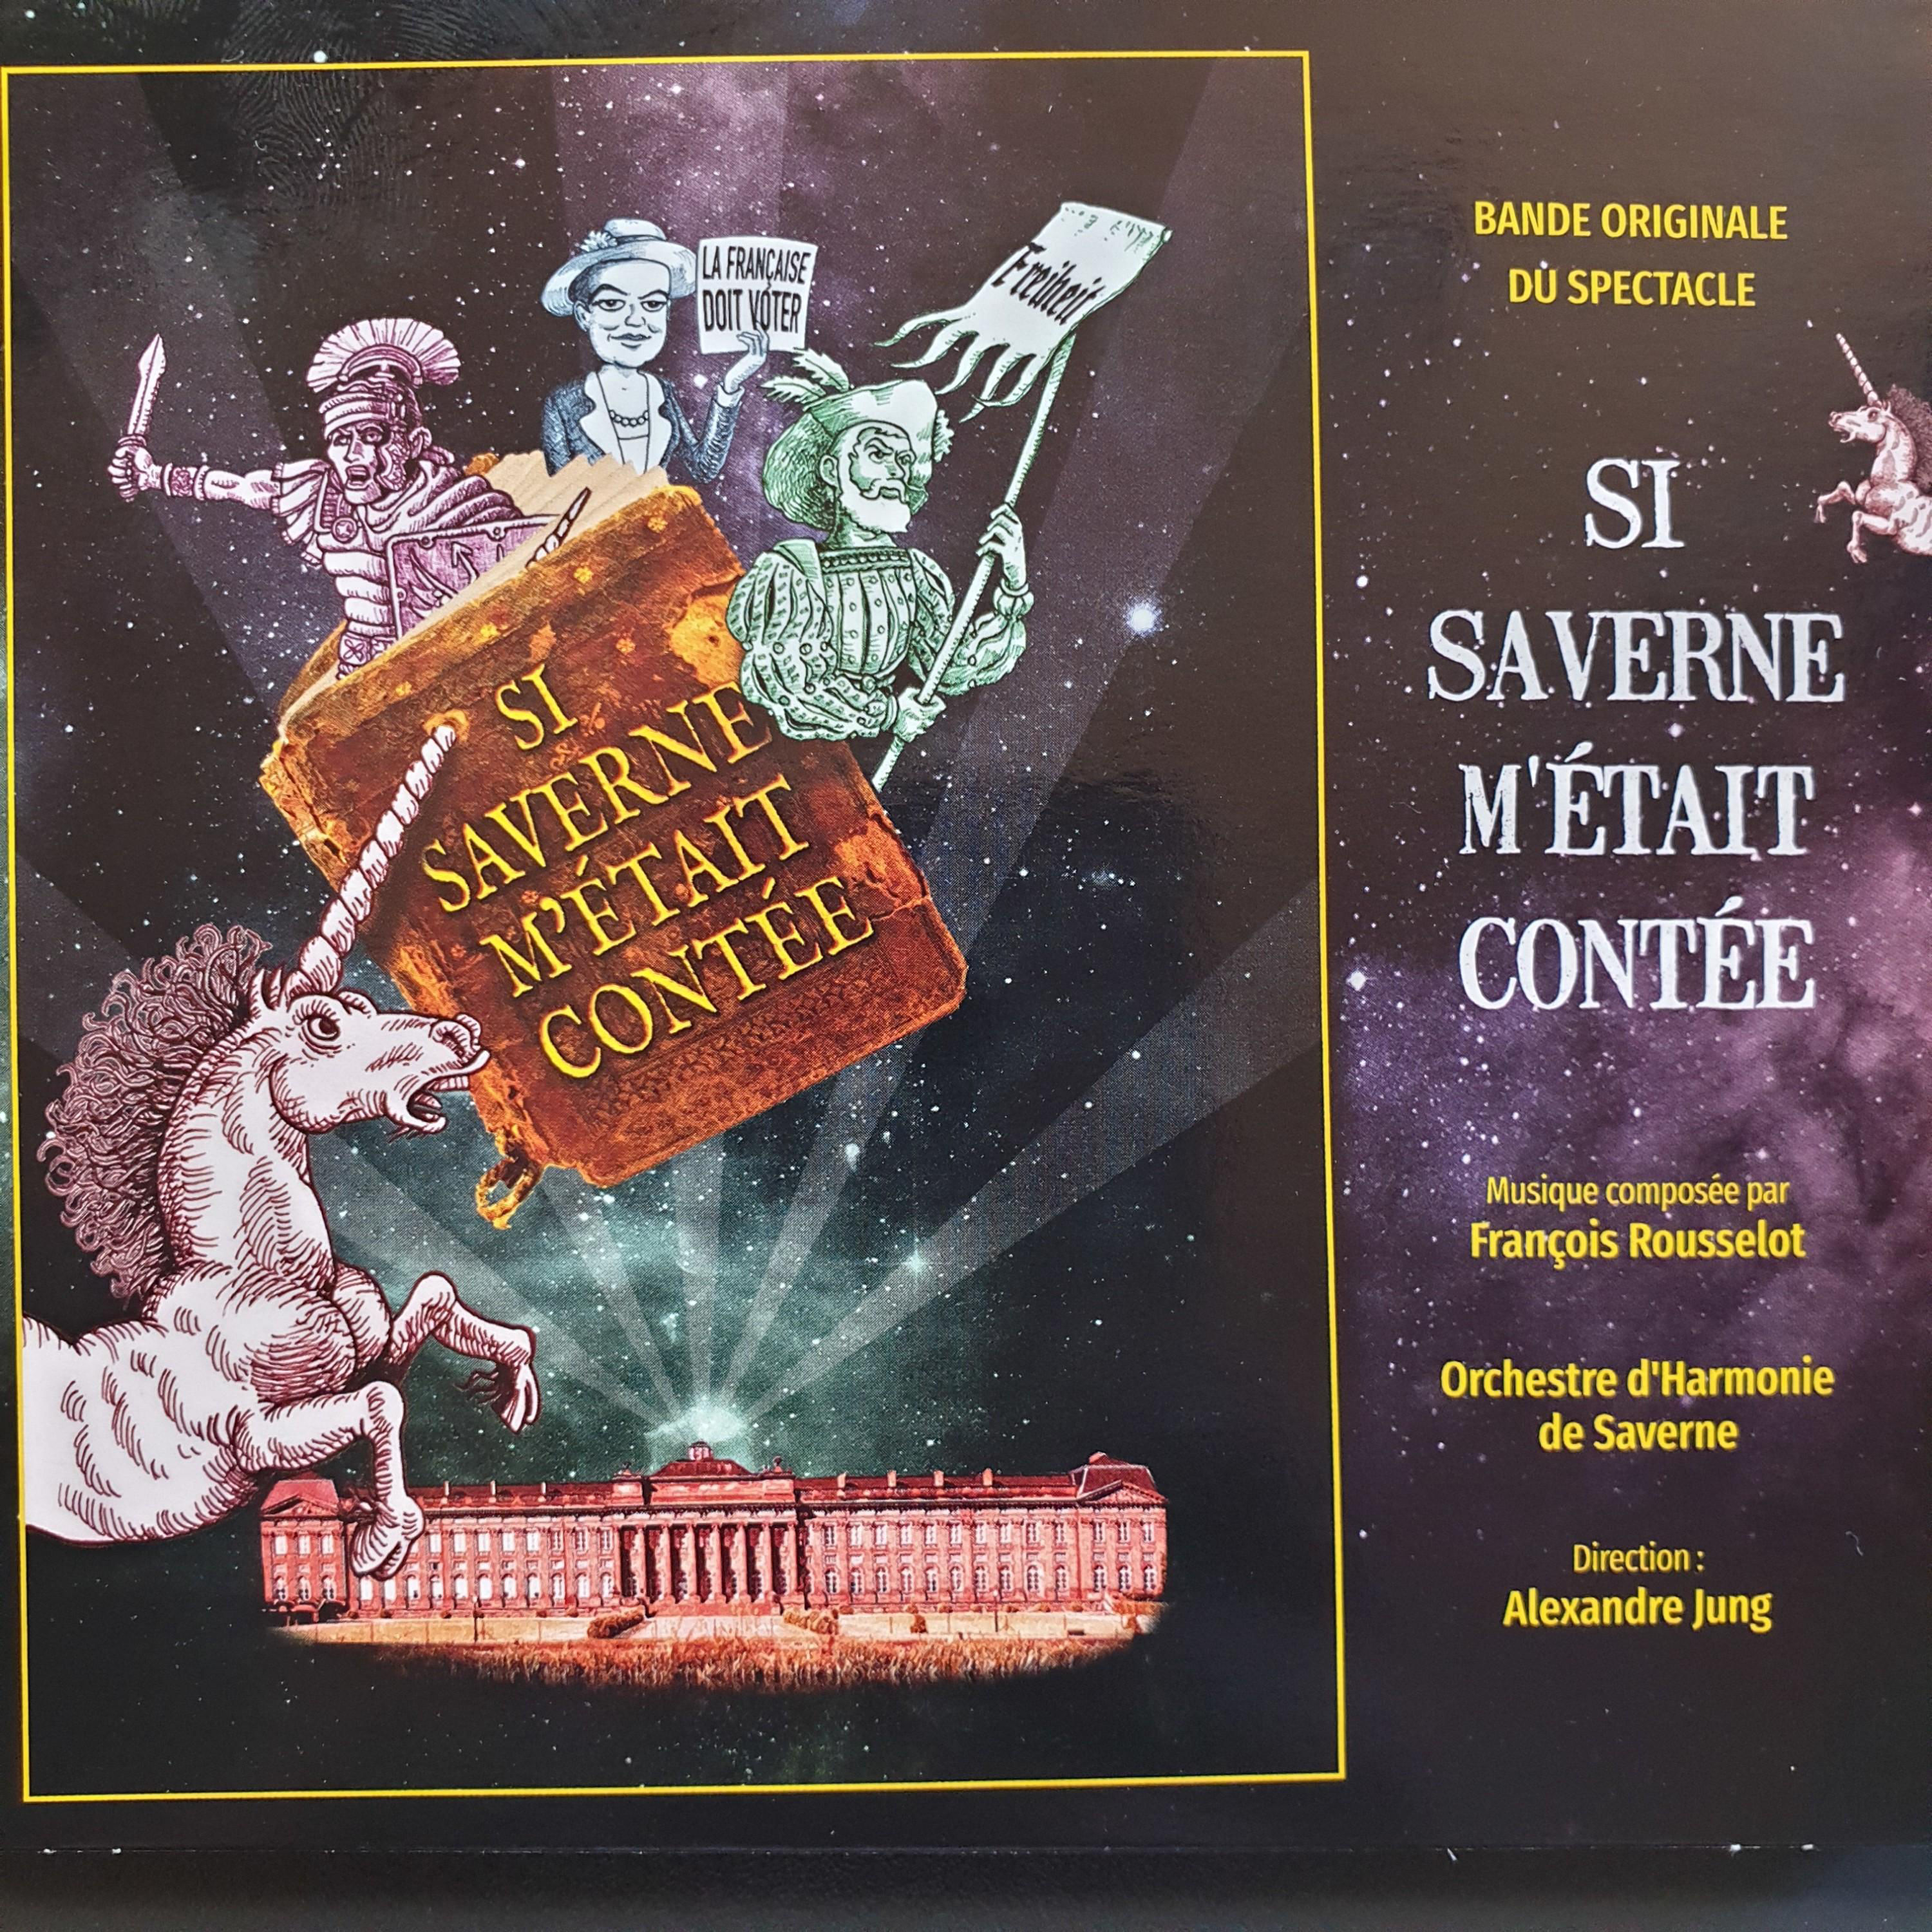 LA FRANÇAISE
DOIT VOTER
Freiheit
SI
SAVERNE
M'ÉTAIT
CONTÉE
BANDE ORIGINALE
DU SPECTACLE
SI
SAVERNE
M'ÉTAIT
CONTÉE
Musique composée par
François Rousselot
Orchestre d'Harmonie
de Saverne
Direction :
Alexandre Jung